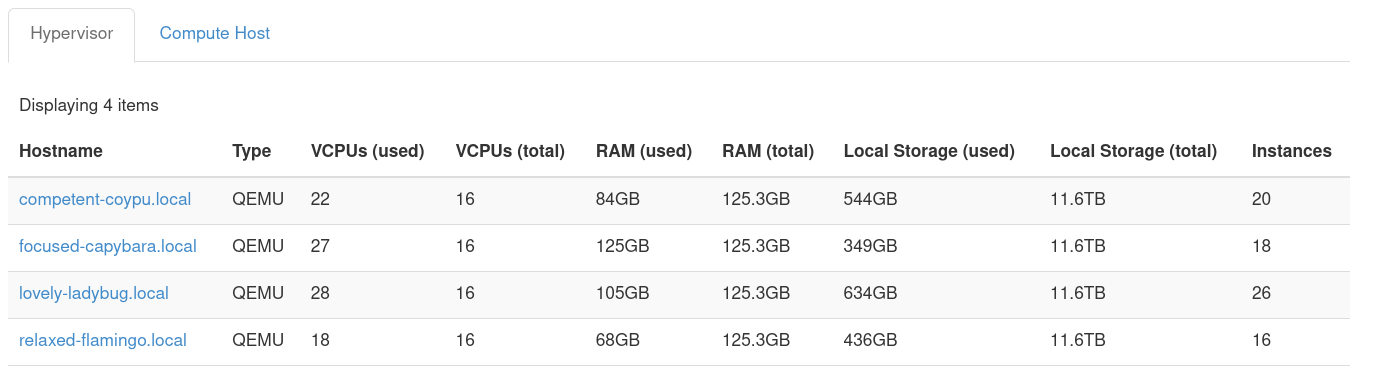 Hypervisor Compute Host
Displaying 4 items
Hostname Type VCPUs (used) VCPUs (total) RAM (used) RAM (total) Local Storage (used) Local Storage (total) Instances
competent-coypu.local QEMU 22 16 84GB 125.3GB 544GB 11.6TB 20
focused-capybara.local QEMU 27 16 125GB 125.3GB 349GB 11.6TB 18
lovely-ladybug.local QEMU 28 16 105GB 125.3GB 634GB 11.6TB 26
relaxed-flamingo.local QEMU 18 16 68GB 125.3GB 436GB 11.6TB 16